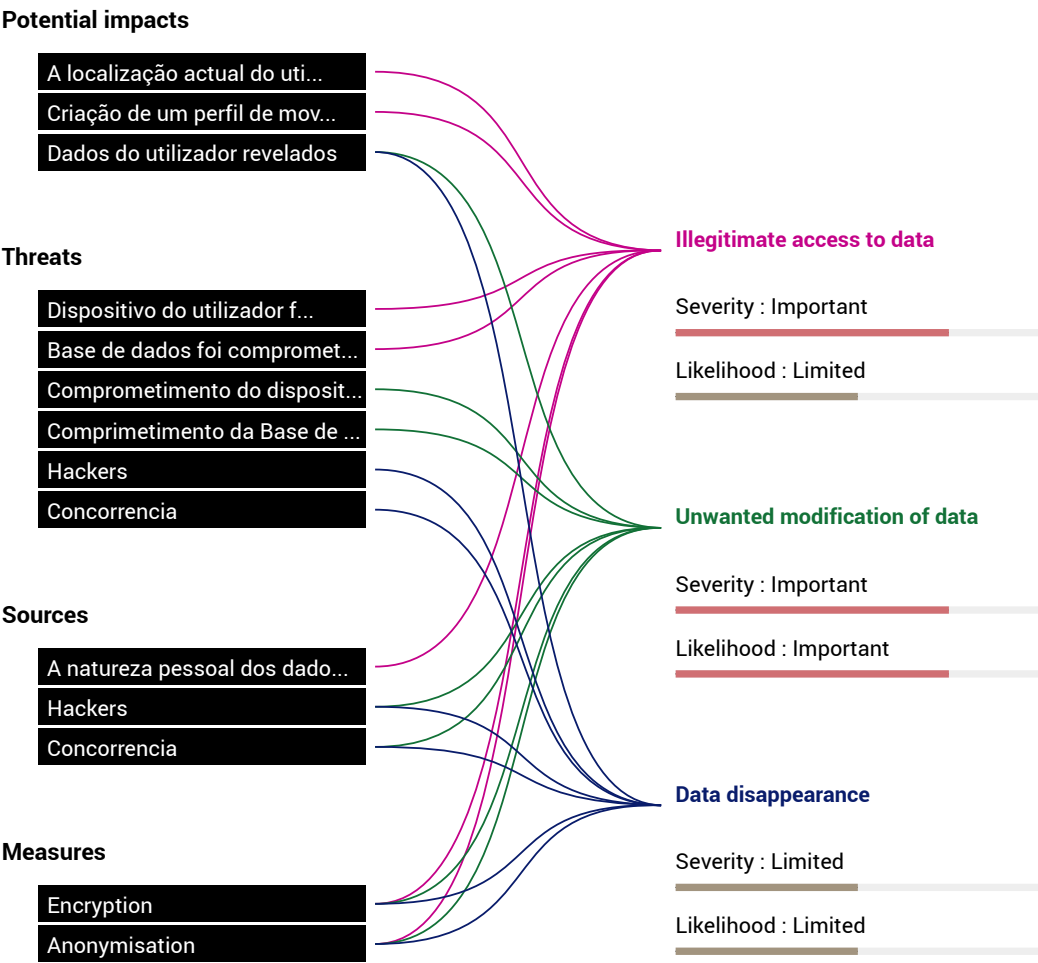 Potential impacts
A localização actual do uti...
Criação de um perfil de mov...
Dados do utilizador revelados
Threats
Dispositivo do utilizador f...
Base de dados foi compromet...
Comprometimento do disposit...
Comprimetimento da Base de ...
Hackers
Concorrencia
Sources
A natureza pessoal dos dado...
Hackers
Concorrencia
Measures
Encryption
Anonymisation
Illegitimate access to data
Severity : Important
Likelihood : Limited
Unwanted modification of data
Severity : Important
Likelihood : Important
Data disappearance
Severity : Limited
Likelihood : Limited